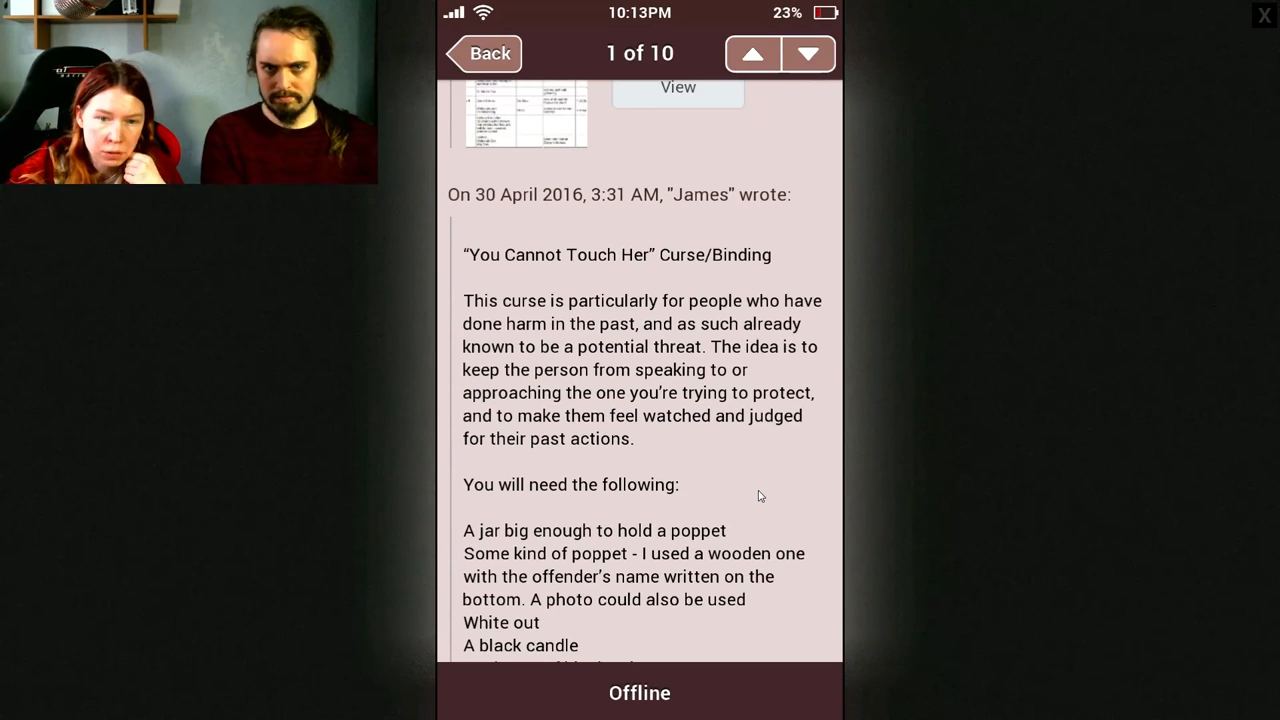 10:13PM
23%
X
Back
1 of 10
View
On 30 April 2016, 3:31 AM, "James" wrote:
“You Cannot Touch Her” Curse/Binding
This curse is particularly for people who have
done harm in the past, and as such already
known to be a potential threat. The idea is to
keep the person from speaking to or
approaching the one you’re trying to protect,
and to make them feel watched and judged
for their past actions.
You will need the following:
A jar big enough to hold a poppet
Some kind of poppet - I used a wooden one
with the offender’s name written on the
bottom. A photo could also be used
White out
A black candle
Offline